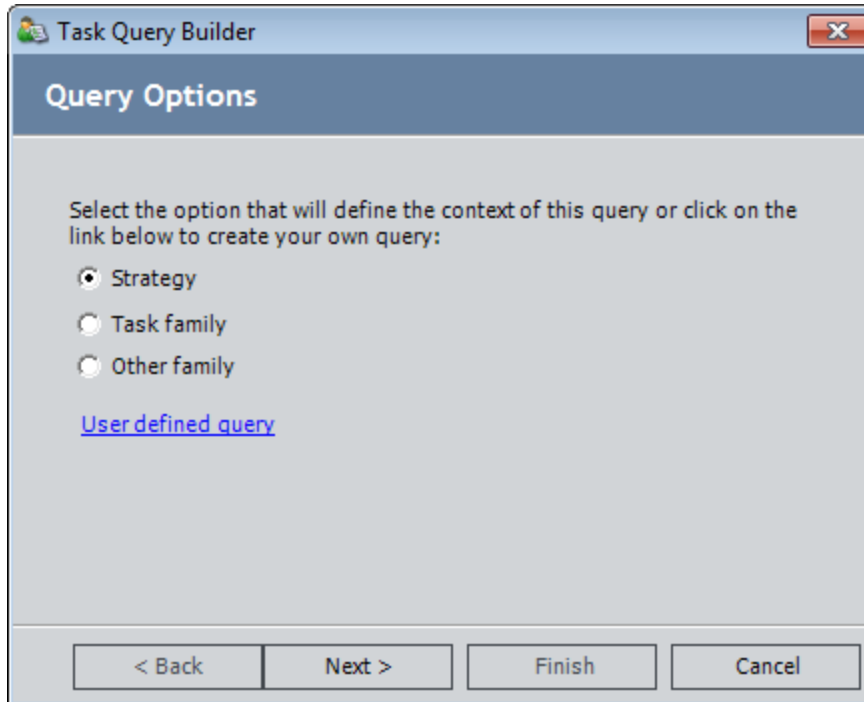 Task Query Builder
Query Options
Select the option that will define the context of this query or click on the
link below to create your own query:
Strategy
Task family
Other family
User defined query
< Back Next > Finish Cancel